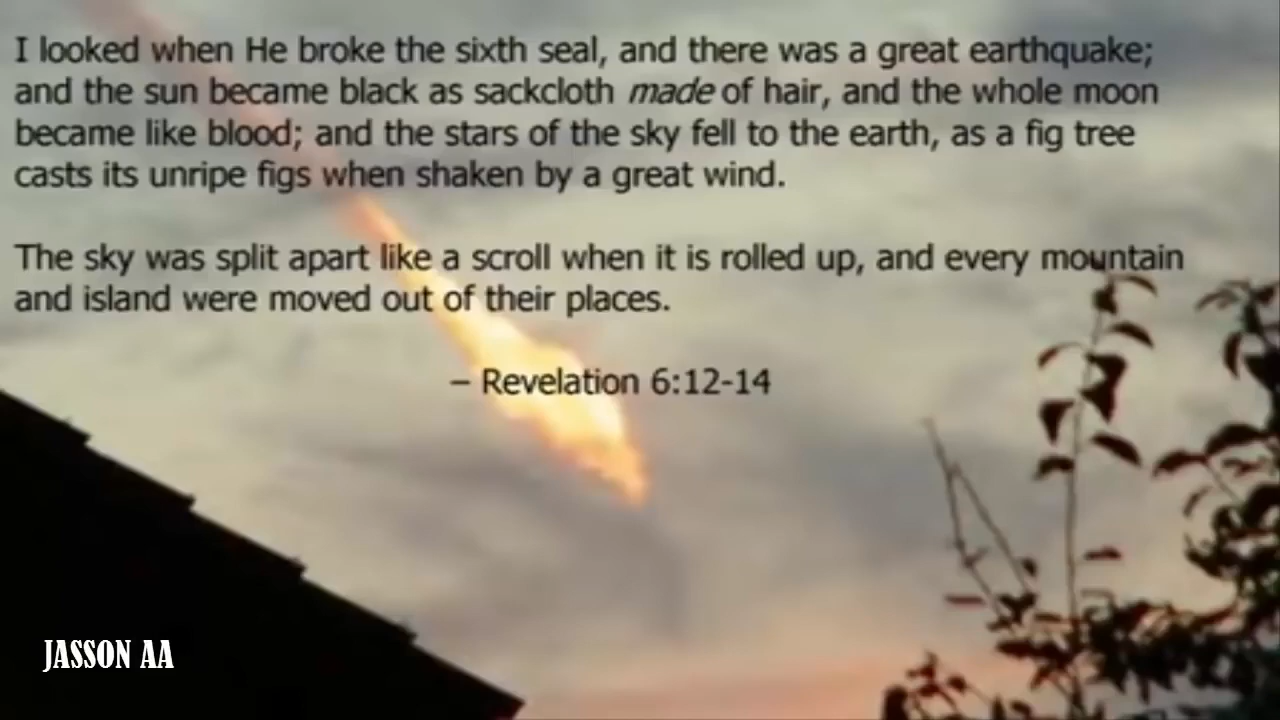 I looked when He broke the sixth seal, and there was a great earthquake;
and the sun became black as sackcloth made of hair, and the whole moon
became like blood; and the stars of the sky fell to the earth, as a fig tree
casts its unripe figs when shaken by a great wind.
The sky was split apart like a scroll when it is rolled up, and every mountain
and island were moved out of their places.
– Revelation 6:12-14
JASSON AA